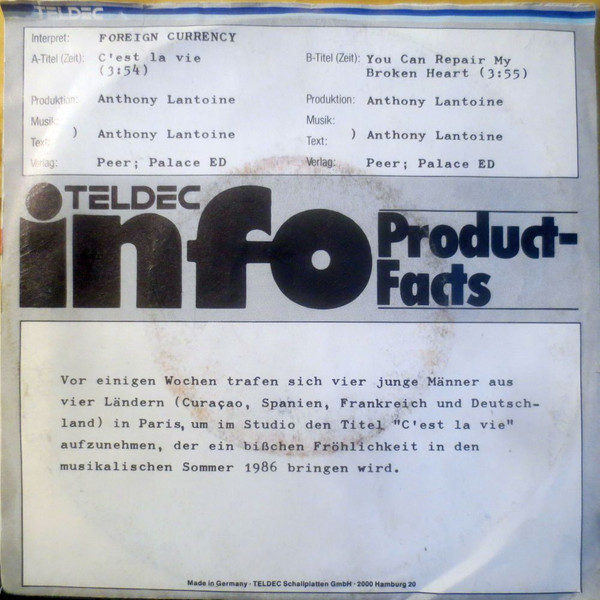 TELDEC
Interpret: FOREIGN CURRENCY
A-Titel (Zeit): C'est la vie
(3:54)
Produktion: Anthony Lantoine
Musik:
) Anthony Lantoine
Text:
Verlag: Peer; Palace ED
B-Titel (Zeit): You Can Repair My
Broken Heart (3:55)
Produktion: Anthony Lantoine
Musik:
) Anthony Lantoine
Text:
Verlag: Peer; Palace ED
TELDEC
info
Product-
Facts
Vor einigen Wochen trafen sich vier junge Männer aus
vier Ländern (Curaçao, Spanien, Frankreich und Deutsch-
land) in Paris, um im Studio den Titel "C'est la vie"
aufzunehmen, der ein bißchen Fröhlichkeit in den
musikalischen Sommer 1986 bringen wird.
Made in Germany · TELDEC Schallplatten GmbH · 2000 Hamburg 20